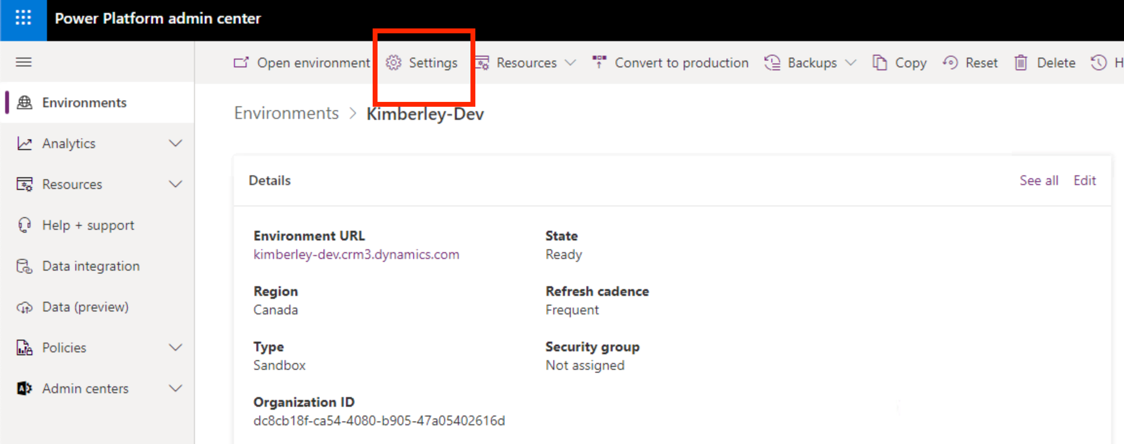 Power Platform admin center
Open environment Settings Resources Convert to production Backups Copy Reset Delete H
Environments
Analytics
Resources
Help + support
Data integration
Data (preview)
Policies
Admin centers
Environments > Kimberley-Dev
Details See all Edit
Environment URL State
kimberley-dev.crm3.dynamics.com Ready
Region Refresh cadence
Canada Frequent
Type Security group
Sandbox Not assigned
Organization ID
dc8cb18f-ca54-4080-b905-47a05402616d